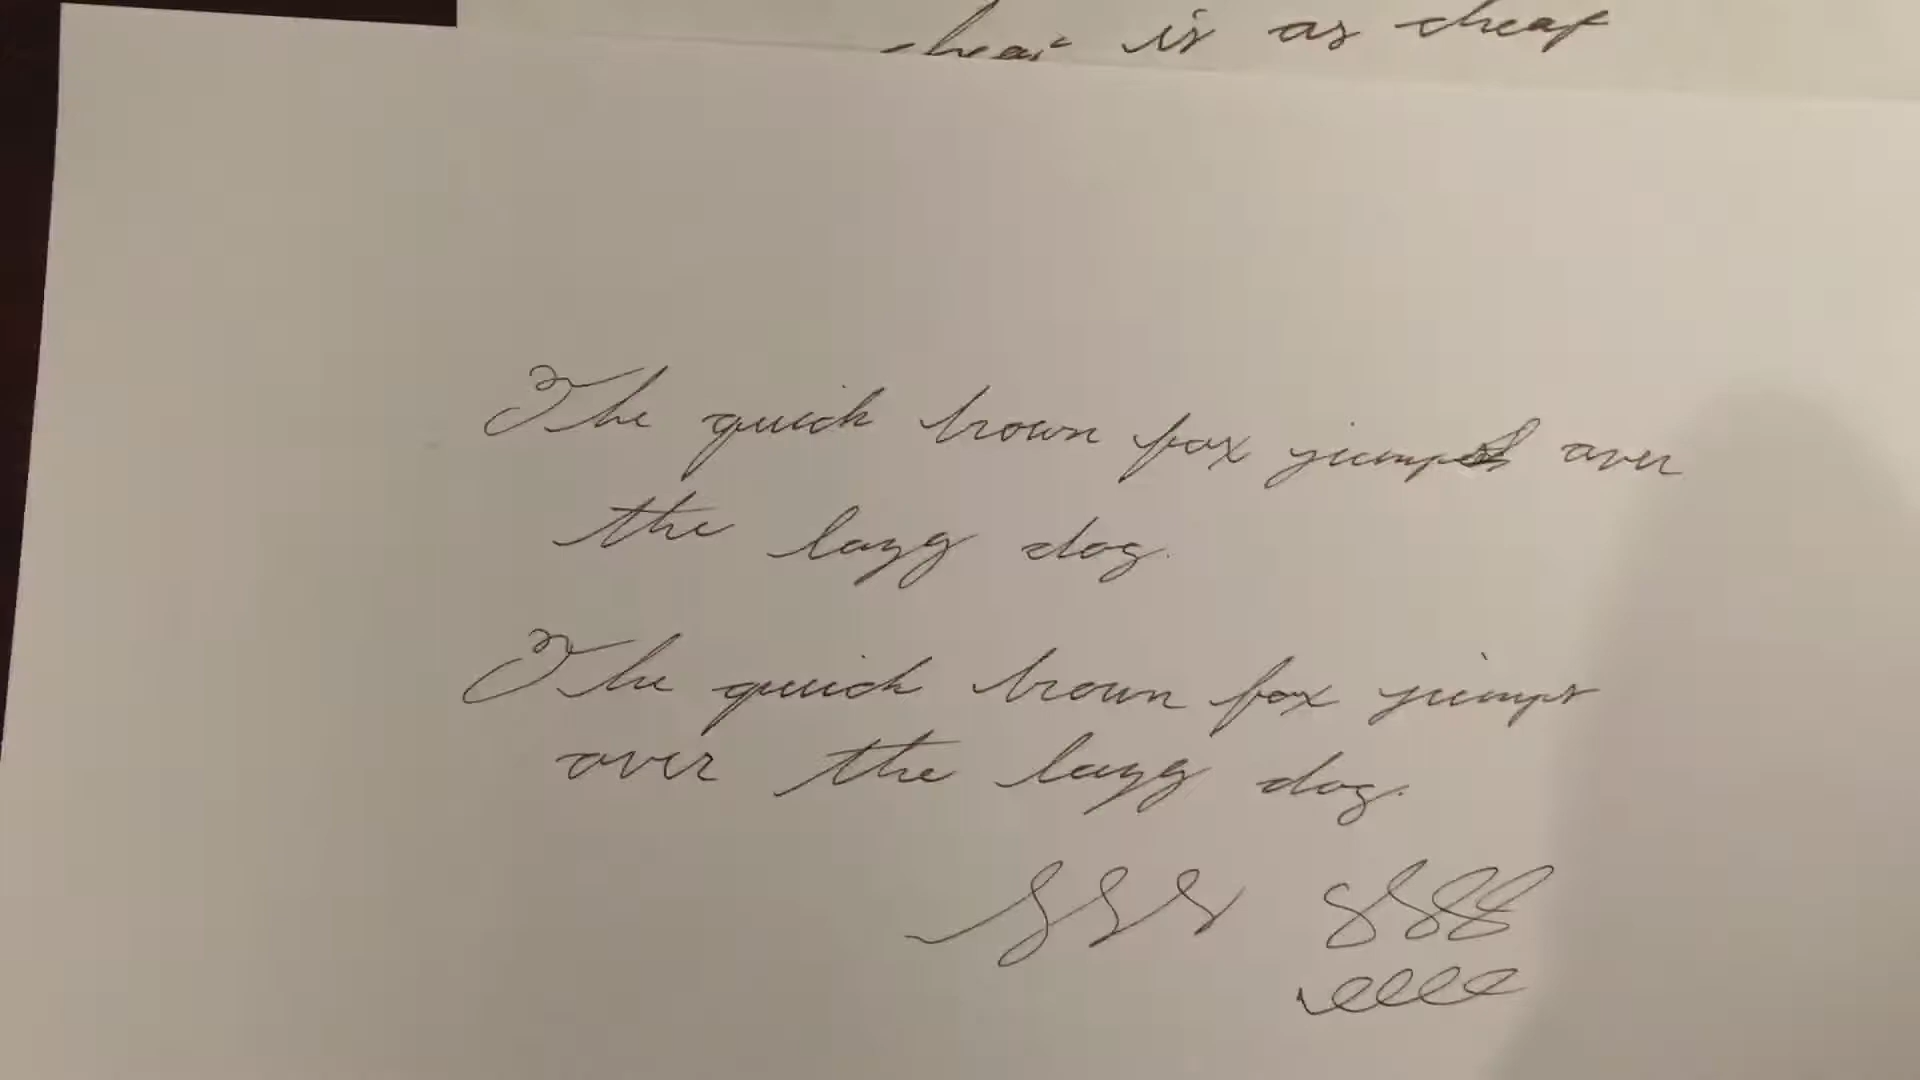 is as cheap
The quick brown fox jumps over
the lazy dog.
The quick brown fox jumps
over the lazy dog.